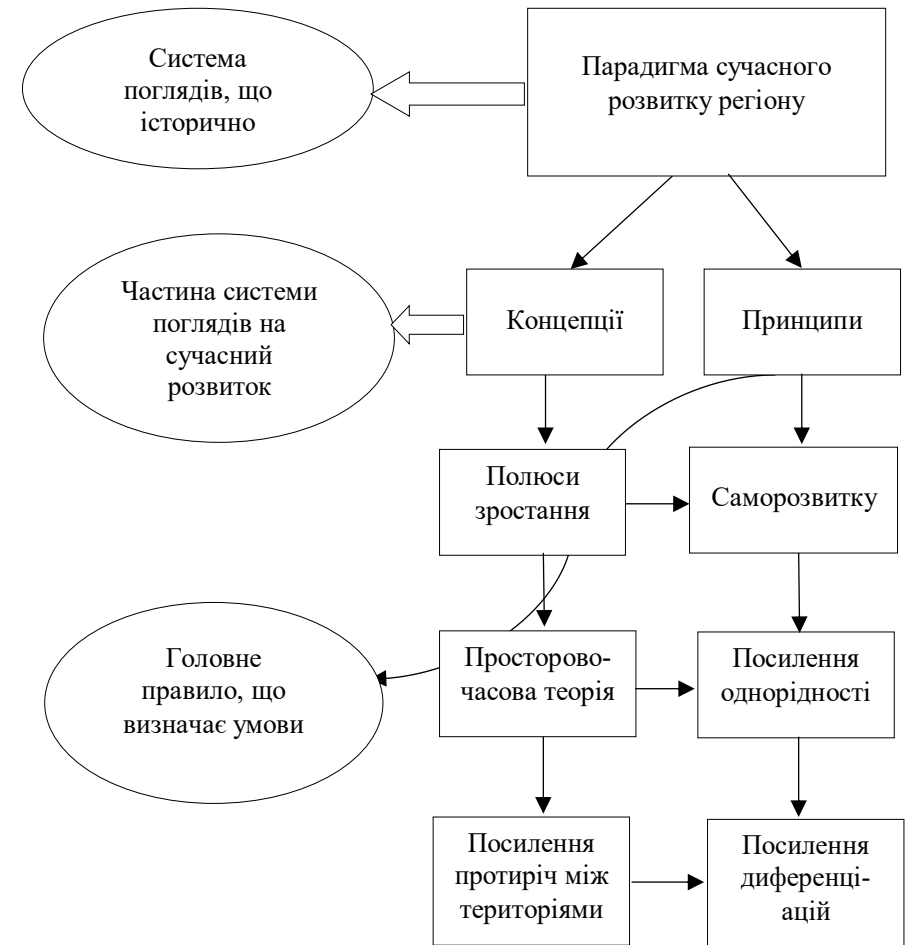 Система
поглядів, що
історично
Парадигма сучасного
розвитку регіону
Частина системи
поглядів на
сучасний
розвиток
Концепції
Принципи
Полюси
зростання
Саморозвитку
Головне
правило, що
визначає умови
Просторово-
часова теорія
Посилення
однорідності
Посилення
протиріч між
територіями
Посилення
диференці-
ацій